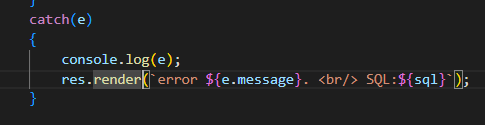 }
catch(e)
{
console.log(e);
res.render(`error ${e.message}. <br/> SQL:${sql}`);
}